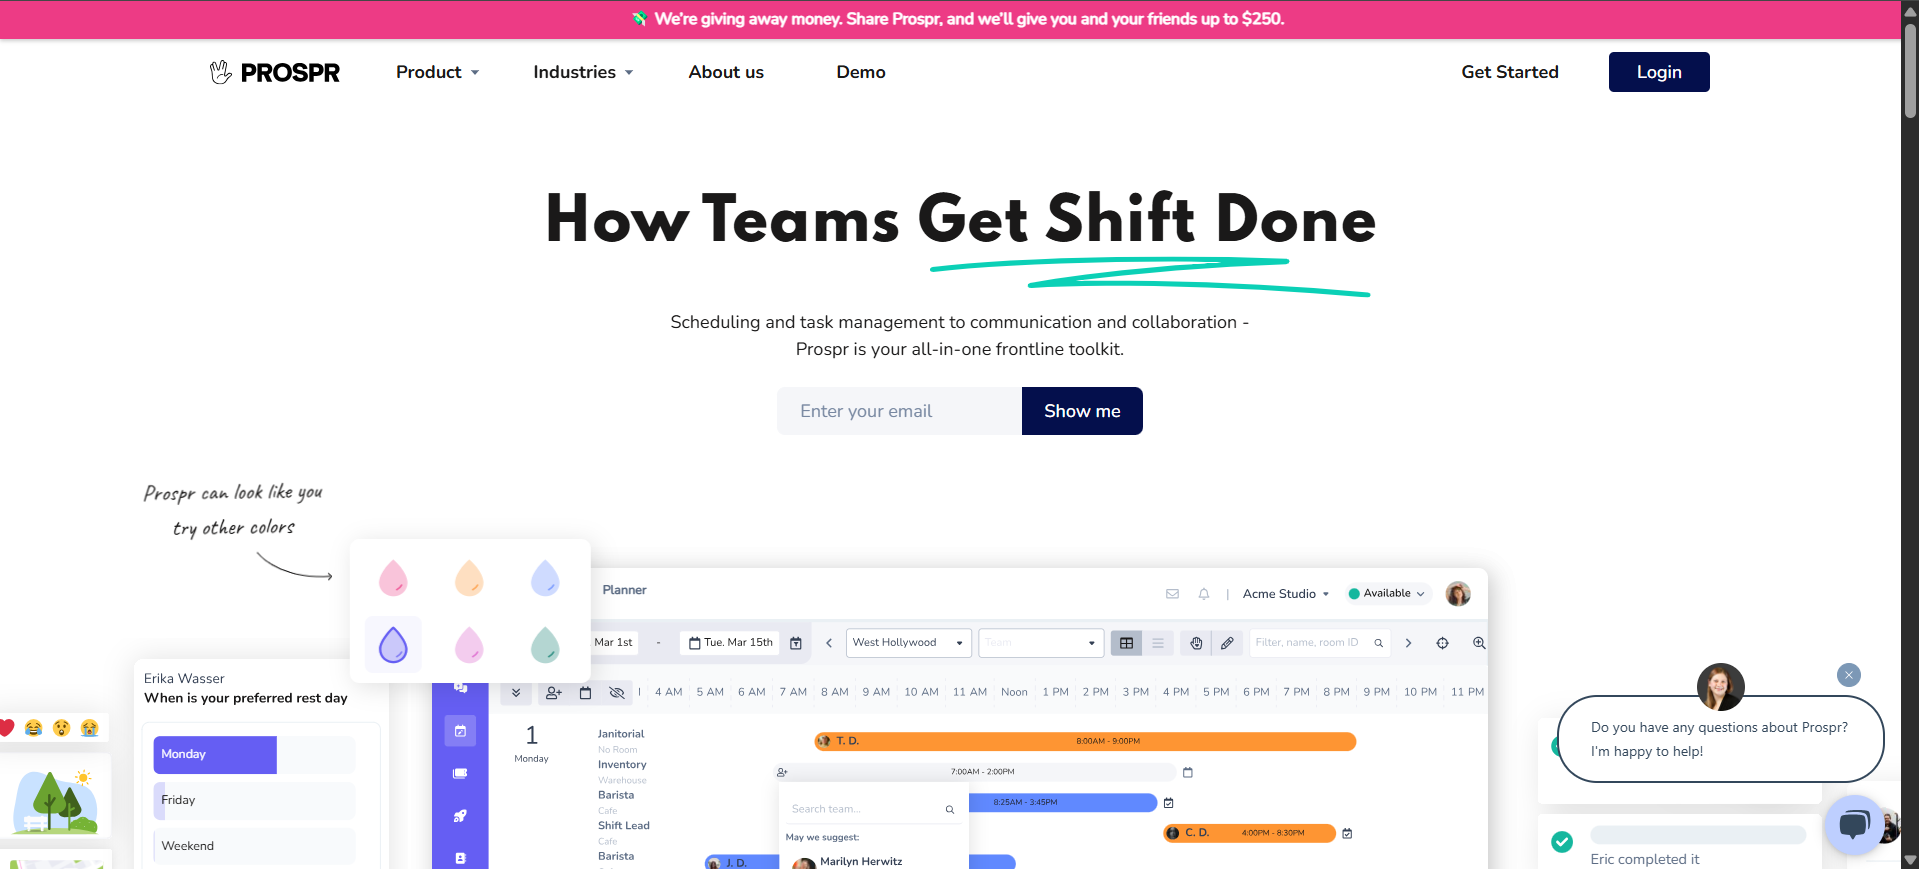 💸 We're giving away money. Share Prospr, and we'll give you and your friends up to $250.
PROSPR
Product
Industries
About us
Demo
Get Started
Login
How Teams Get Shift Done
Scheduling and task management to communication and collaboration -
Prospr is your all-in-one frontline toolkit.
Enter your email
Show me
Prospr can look like you
try other colors
Planner
Acme Studio
Available
Mar 1st
-
Tue. Mar 15th
West Hollywood
Team
Filter, name, room ID
4 AM 5 AM 6 AM 7 AM 8 AM 9 AM 10 AM 11 AM Noon 1 PM 2 PM 3 PM 4 PM 5 PM 6 PM 7 PM 8 PM 9 PM 10 PM 11 PM
Erika Wasser
When is your preferred rest day
Monday
Friday
Weekend
1
Monday
Janitorial
No Room
Inventory
Warehouse
Barista
Cafe
Shift Lead
Cafe
Barista
T. D.
8:00AM - 9:00PM
7:00AM - 2:00PM
8:25AM - 3:45PM
C. D.
4:00PM - 8:30PM
J. D.
Search team...
May we suggest:
Marilyn Herwitz
Do you have any questions about Prospr?
I'm happy to help!
Eric completed it